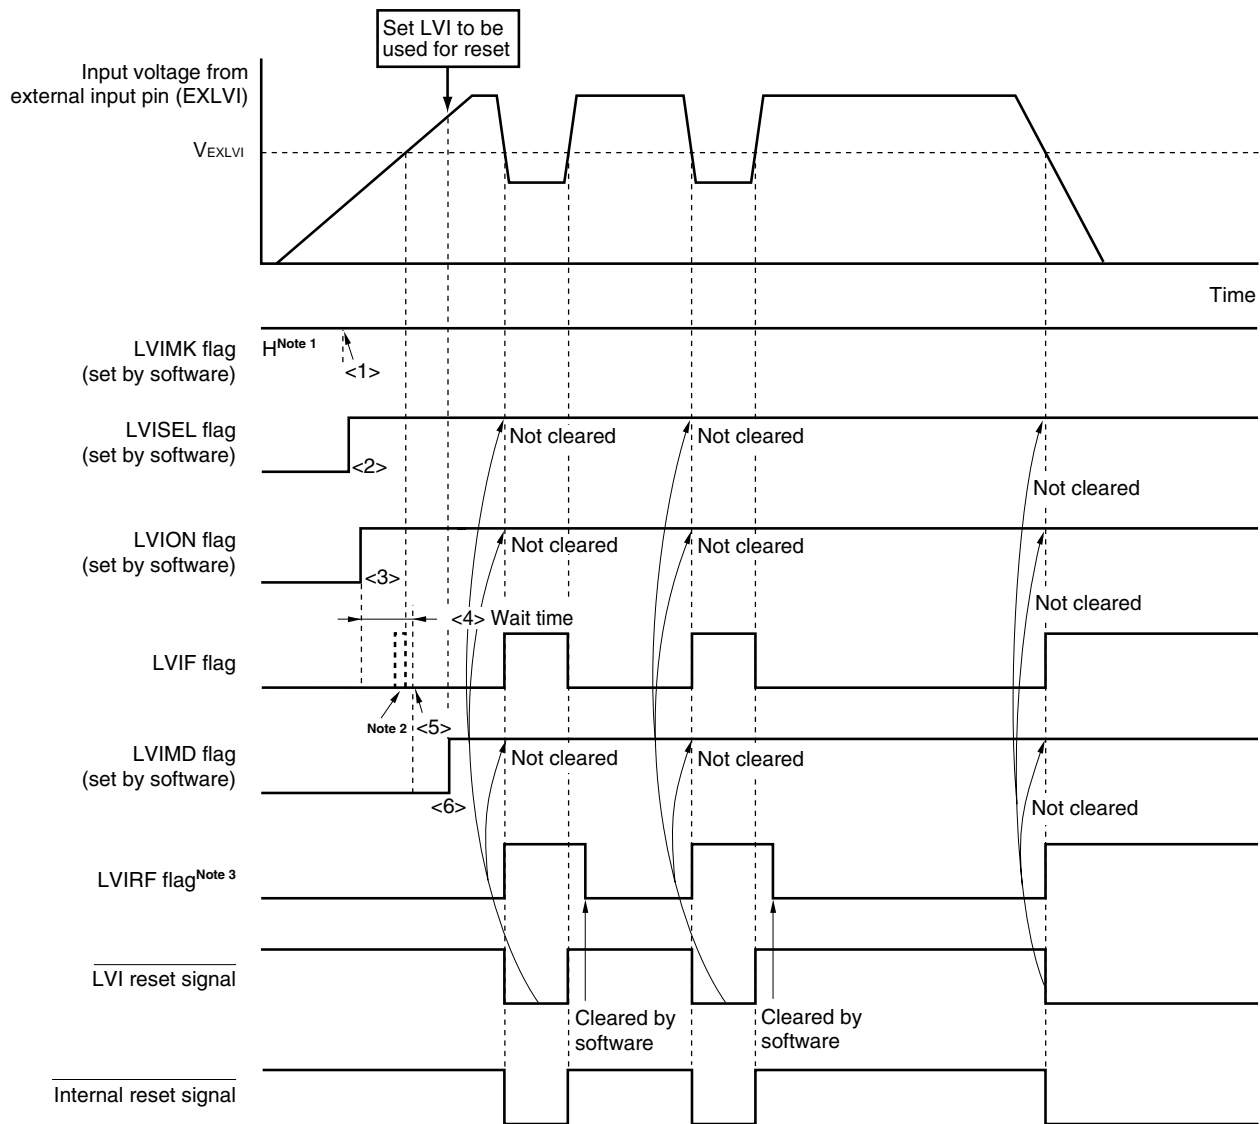 Set LVI to be
used for reset
Input voltage from
external input pin (EXLVI)
VEXLVI
Time
LVIMK flag
(set by software)
H Note 1
<1>
LVISEL flag
(set by software)
<2>
Not cleared
Not cleared
Not cleared
LVION flag
(set by software)
<3>
Not cleared
Not cleared
Not cleared
<4> Wait time
LVIF flag
Note 2
<5>
LVIMD flag
(set by software)
<6>
Not cleared
Not cleared
Not cleared
LVIRF flag Note 3
LVI reset signal
Cleared by
software
Cleared by
software
Internal reset signal